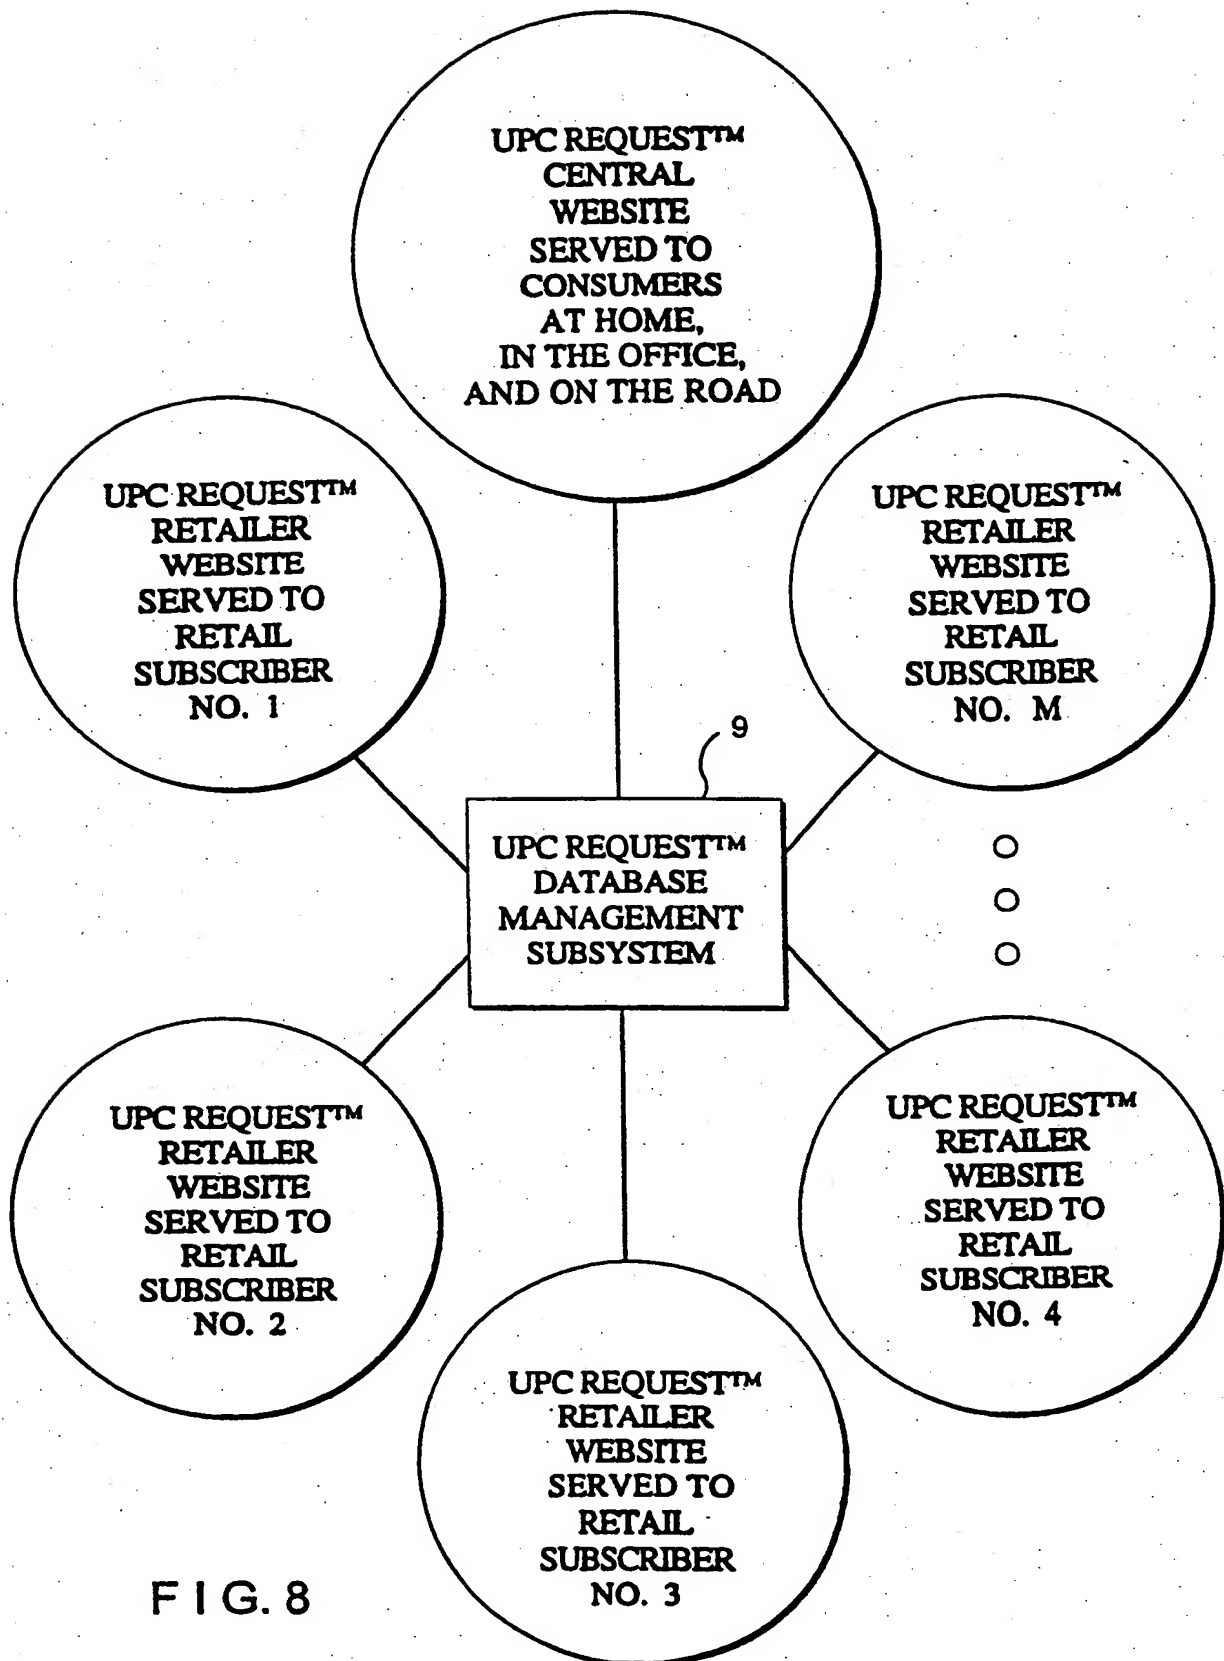 UPC REQUEST™
CENTRAL
WEBSITE
SERVED TO
CONSUMERS
AT HOME,
IN THE OFFICE,
AND ON THE ROAD
UPC REQUEST™
RETAILER
WEBSITE
SERVED TO
RETAIL
SUBSCRIBER
NO. 1
UPC REQUEST™
RETAILER
WEBSITE
SERVED TO
RETAIL
SUBSCRIBER
NO. M
9
UPC REQUEST™
DATABASE
MANAGEMENT
SUBSYSTEM
UPC REQUEST™
RETAILER
WEBSITE
SERVED TO
RETAIL
SUBSCRIBER
NO. 2
UPC REQUEST™
RETAILER
WEBSITE
SERVED TO
RETAIL
SUBSCRIBER
NO. 4
UPC REQUEST™
RETAILER
WEBSITE
SERVED TO
RETAIL
SUBSCRIBER
NO. 3
FIG. 8